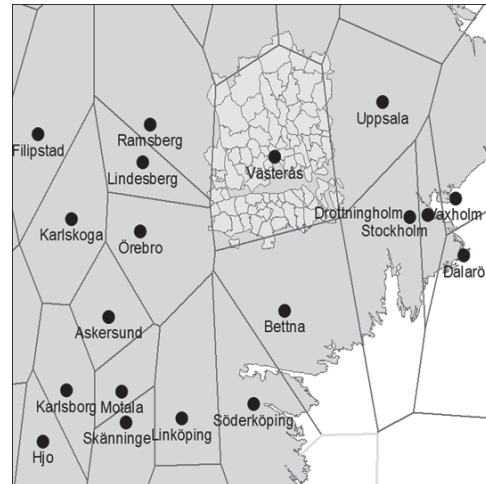 Uppsala
Ramsberg
Filipstad
Lindesberg
Västerås
Drottningholm
Vaxholm
Karlskoga
Stockholm
Örebro
Dalarö
Askersund
Bettna
Karlsborg
Motala
Söderköping
Skänninge
Linköping
Hjo